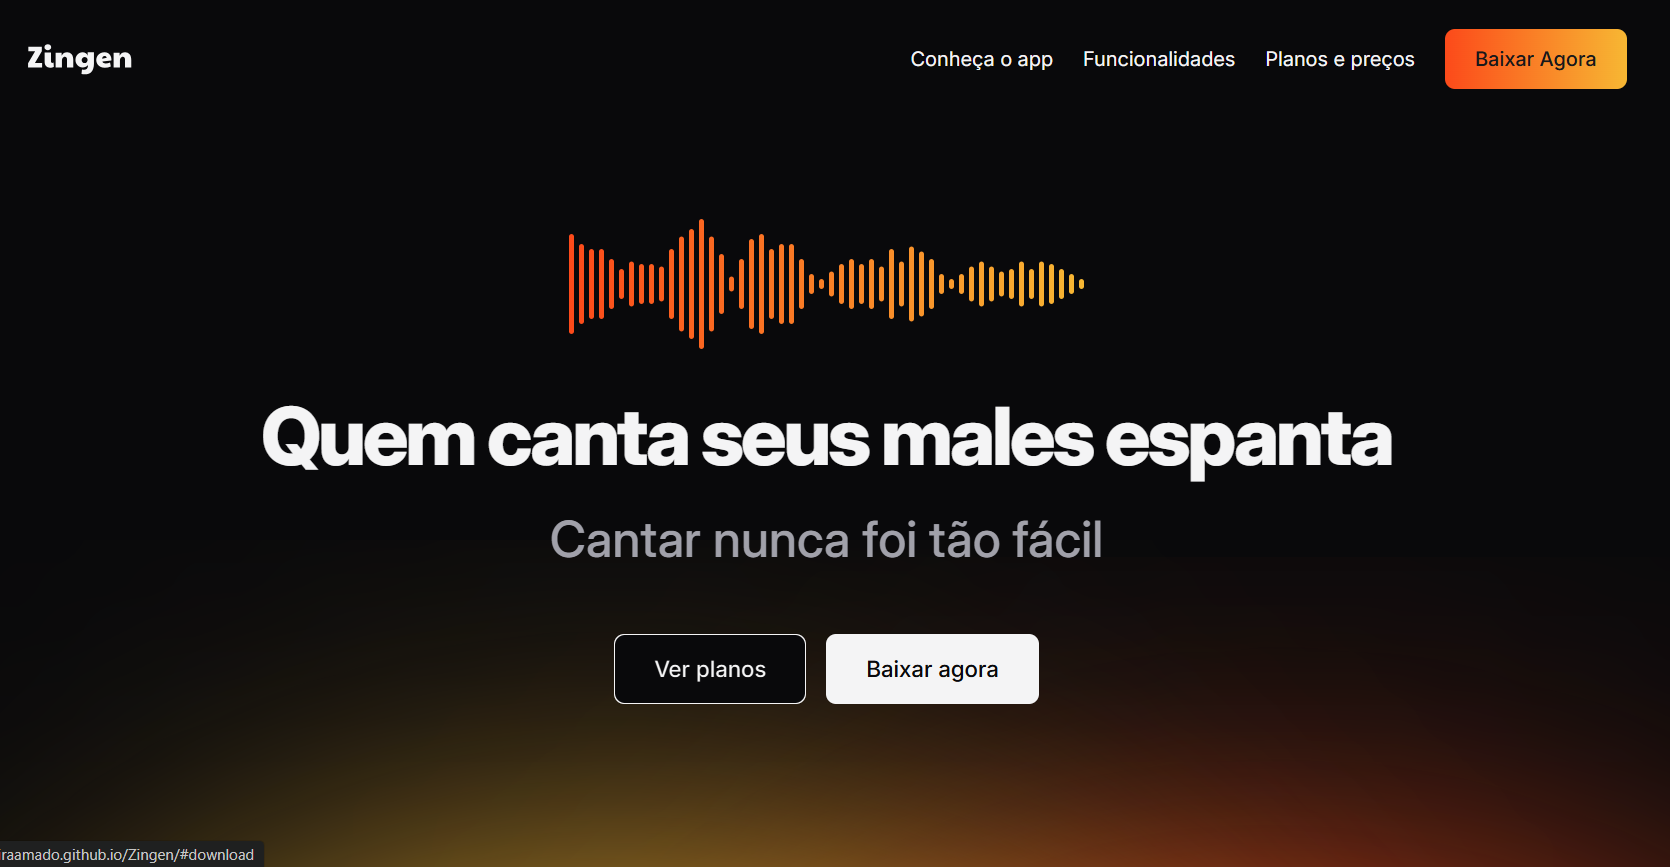 Zingen
Conheça o app
Funcionalidades
Planos e preços
Baixar Agora
Quem canta seus males espanta
Cantar nunca foi tão fácil
Ver planos
Baixar agora
raamado.github.io/Zingen/#download